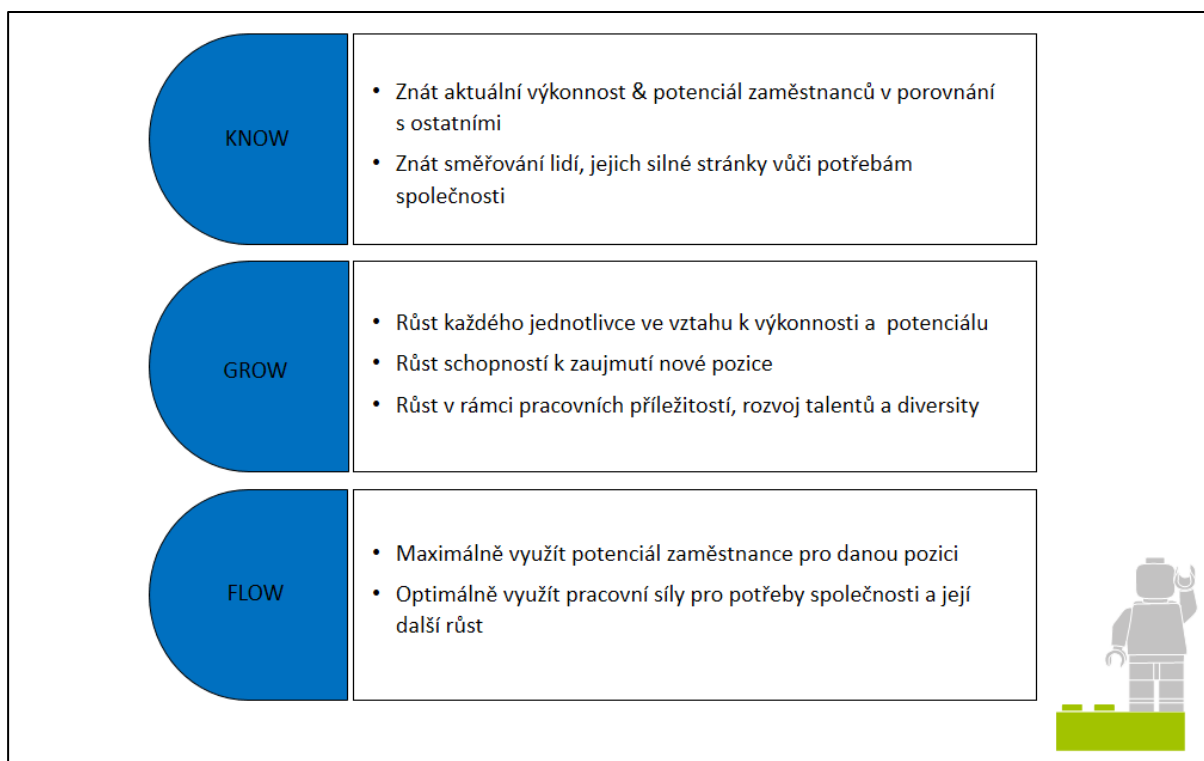 KNOW
• Znát aktuální výkonnost & potenciál zaměstnanců v porovnání
s ostatními
• Znát směřování lidí, jejich silné stránky vůči potřebám
společnosti
GROW
• Růst každého jednotlivce ve vztahu k výkonnosti a  potenciálu
• Růst schopností k zaujmutí nové pozice
• Růst v rámci pracovních příležitostí, rozvoj talentů a diversity
FLOW
• Maximálně využít potenciál zaměstnance pro danou pozici
• Optimálně využít pracovní síly pro potřeby společnosti a její
další růst